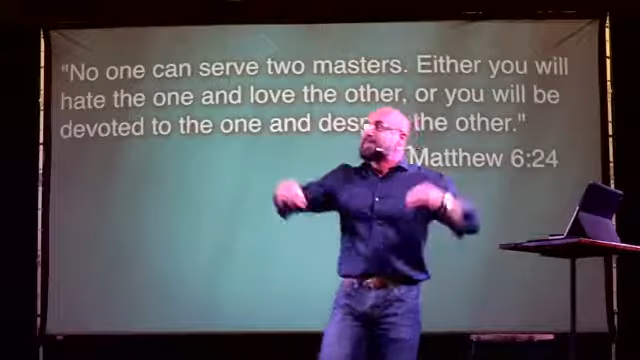 "No one can serve two masters. Either you will
hate the one and love the other, or you will be
devoted to the one and the other."
Matthew 6:24